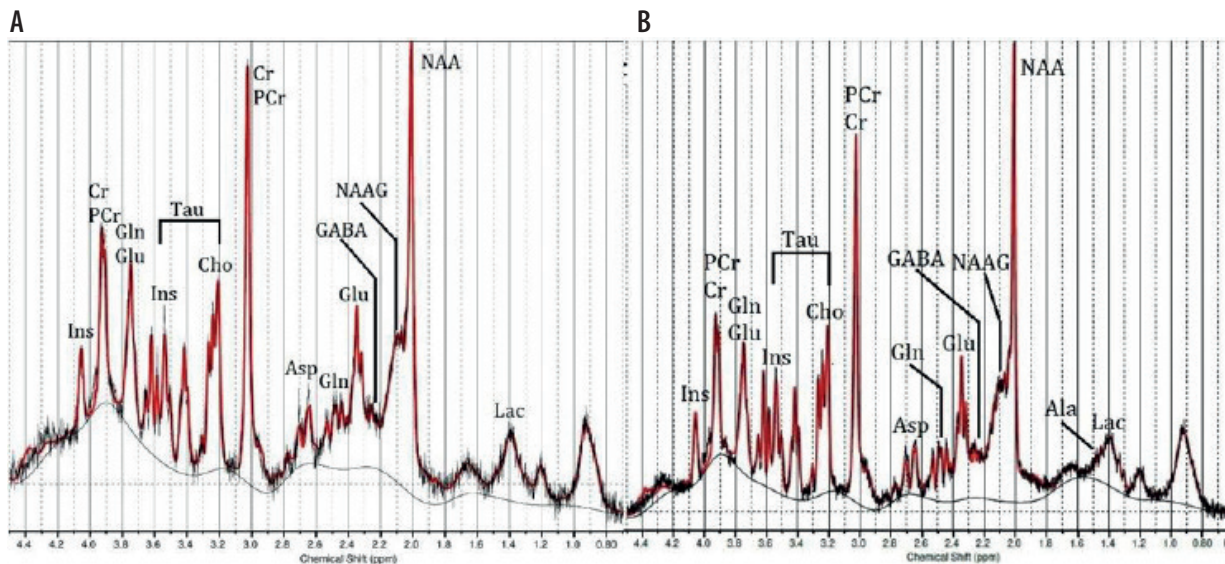 A
Cr
PCr
NAA
Cr
PCr
Tau
NAAG
Gln
Glu
GABA
Cho
Ins
Glu
Ins
Asp
Gln
Lac
4.4 4.2 4.0 3.8 3.6 3.4 3.2 3.0 2.8 2.6 2.4 2.2 2.0 1.8 1.6 1.4 1.2 1.0 0.80
Chemical Shift (ppm)
B
NAA
PCr
Cr
Tau
PCr
Cr
GABA
NAAG
Gln
Glu
Cho
Gln
Glu
Ins
Ins
Asp
Ala
Lac
4.4 4.2 4.0 3.8 3.6 3.4 3.2 3.0 2.8 2.6 2.4 2.2 2.0 1.8 1.6 1.4 1.2 1.0 0.80
Chemical Shift (ppm)